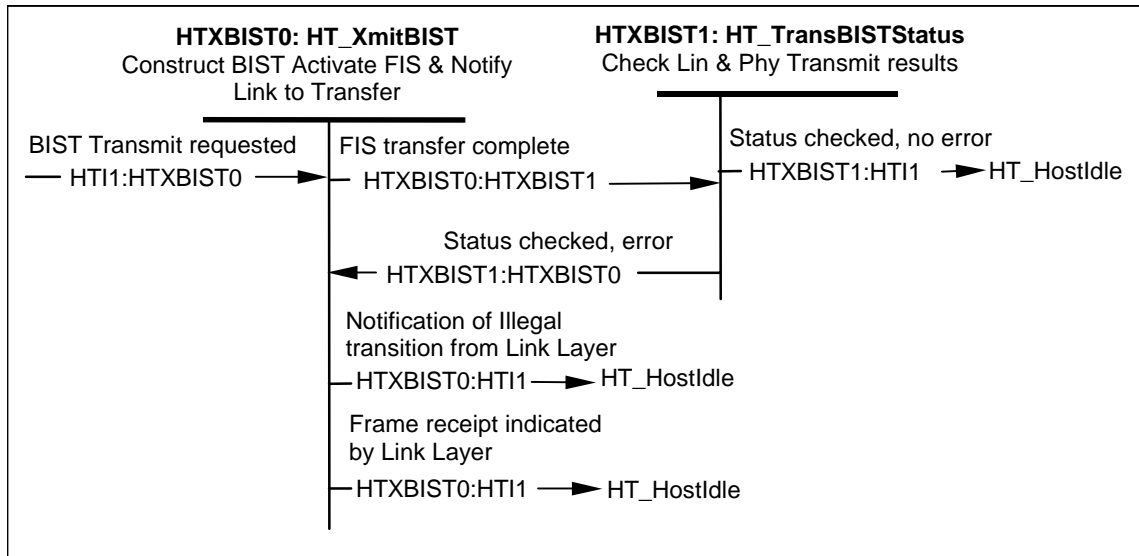 HTXBIST0: HT_XmitBIST
Construct BIST Activate FIS & Notify
Link to Transfer
HTXBIST1: HT_TransBISTStatus
Check Lin & Phy Transmit results
BIST Transmit requested
HTI1:HTXBIST0
FIS transfer complete
HTXBIST0:HTXBIST1
Status checked, no error
HTXBIST1:HTI1
HT_HostIdle
Status checked, error
HTXBIST1:HTXBIST0
Notification of Illegal
transition from Link Layer
HTXBIST0:HTI1
HT_HostIdle
Frame receipt indicated
by Link Layer
HTXBIST0:HTI1
HT_HostIdle